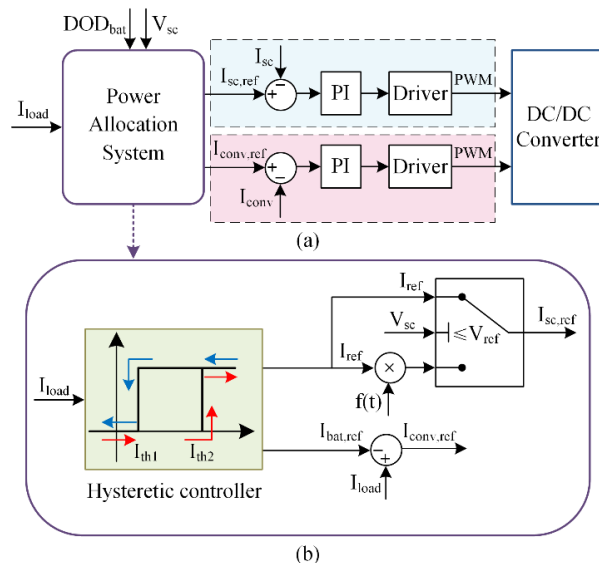 DOD_bat V_sc
I_load
Power
Allocation
System
I_sc,ref
I_sc
+ −
PI
Driver
PWM
I_conv,ref
+ −
I_conv
PI
Driver
PWM
DC/DC
Converter
(a)
I_load
I_th1 I_th2
Hysteretic controller
I_ref
V_sc
≤V_ref
I_sc,ref
I_ref
×
f(t)
I_bat,ref
− +
I_load
I_conv,ref
(b)